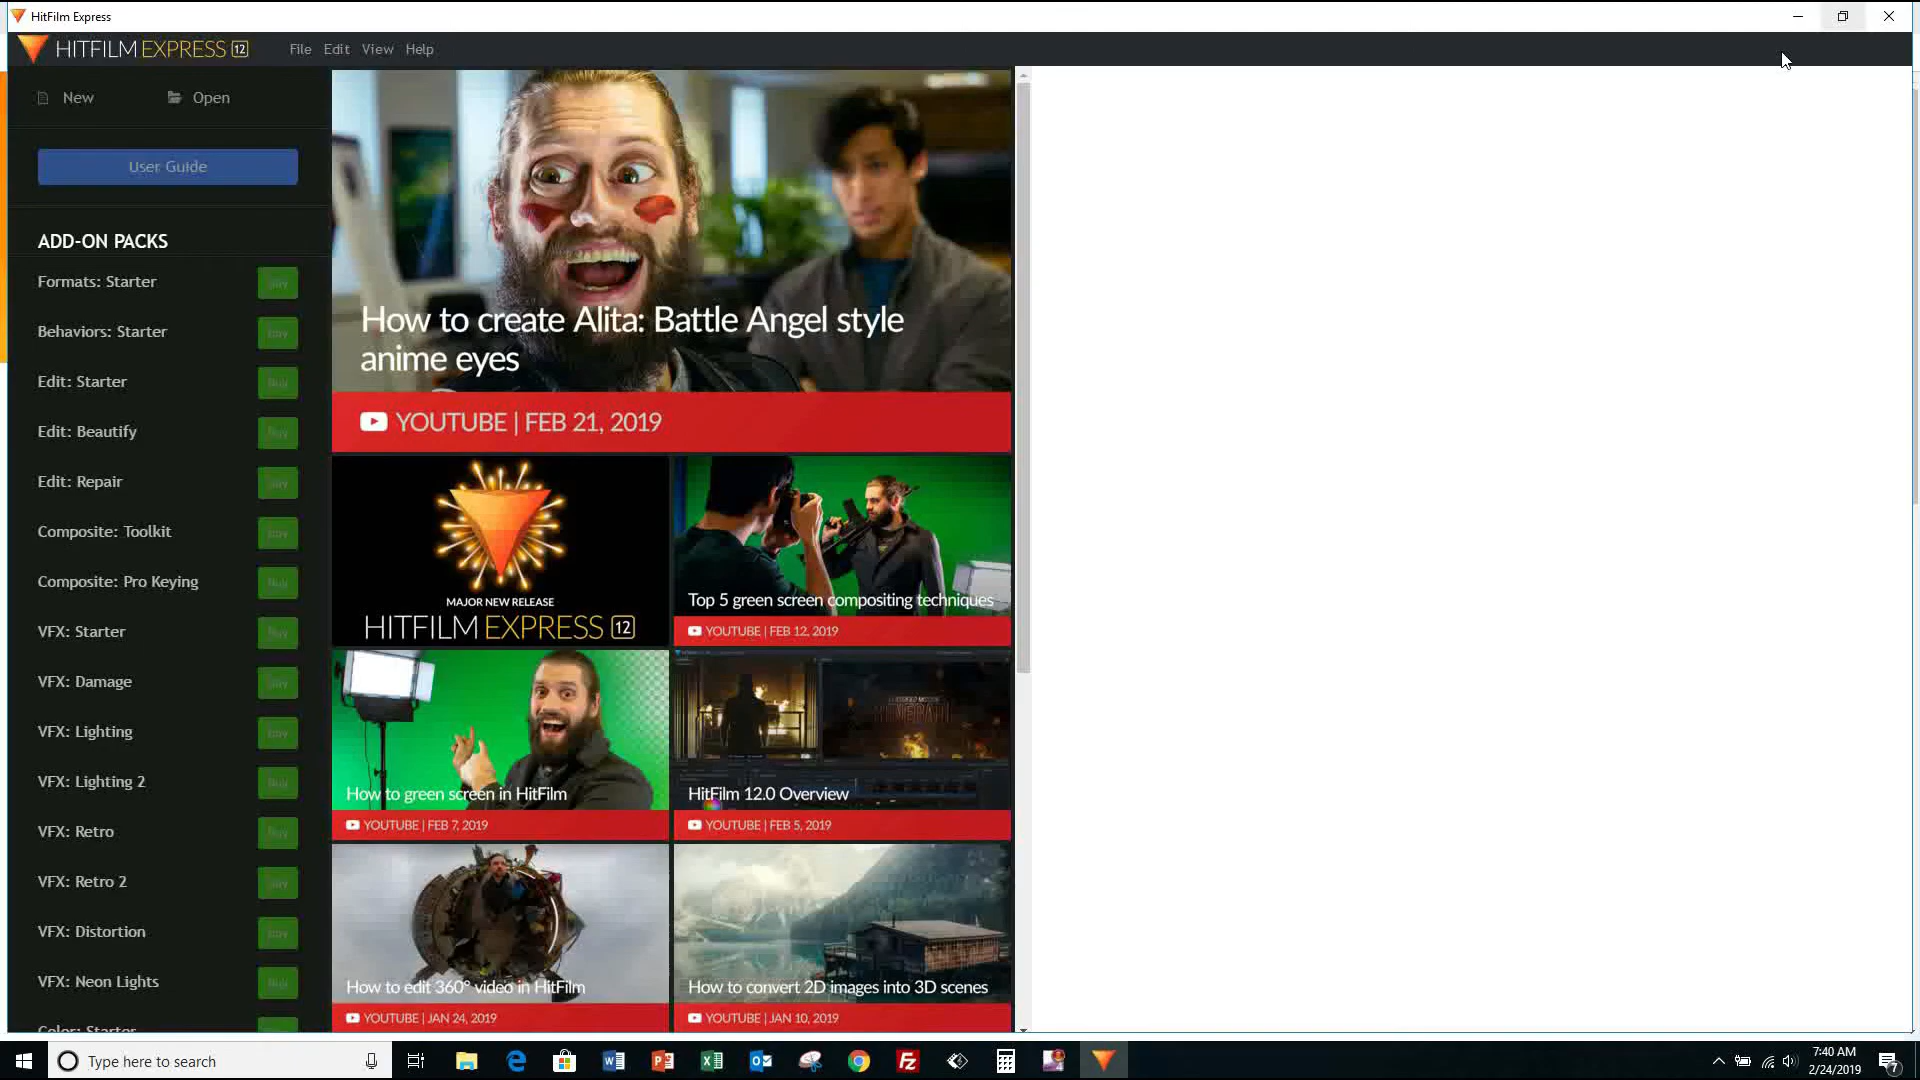 HitFilm Express
HITFILM EXPRESS 12
File Edit View Help
New Open
User Guide
ADD-ON PACKS
Formats: Starter
Behaviors: Starter
Edit: Starter
Edit: Beautify
Edit: Repair
Composite: Toolkit
Composite: Pro Keying
VFX: Starter
VFX: Damage
VFX: Lighting
VFX: Lighting 2
VFX: Retro
VFX: Retro 2
VFX: Distortion
VFX: Neon Lights
Color: Starter
How to create Alita: Battle Angel style
anime eyes
YOUTUBE | FEB 21, 2019
MAJOR NEW RELEASE
HITFILM EXPRESS 12
Top 5 green screen compositing techniques
YOUTUBE | FEB 12, 2019
How to green screen in HitFilm
YOUTUBE | FEB 7, 2019
HitFilm 12.0 Overview
YOUTUBE | FEB 5, 2019
How to edit 360° video in HitFilm
YOUTUBE | JAN 24, 2019
How to convert 2D images into 3D scenes
YOUTUBE | JAN 10, 2019
Type here to search
7:40 AM
2/24/2019
7